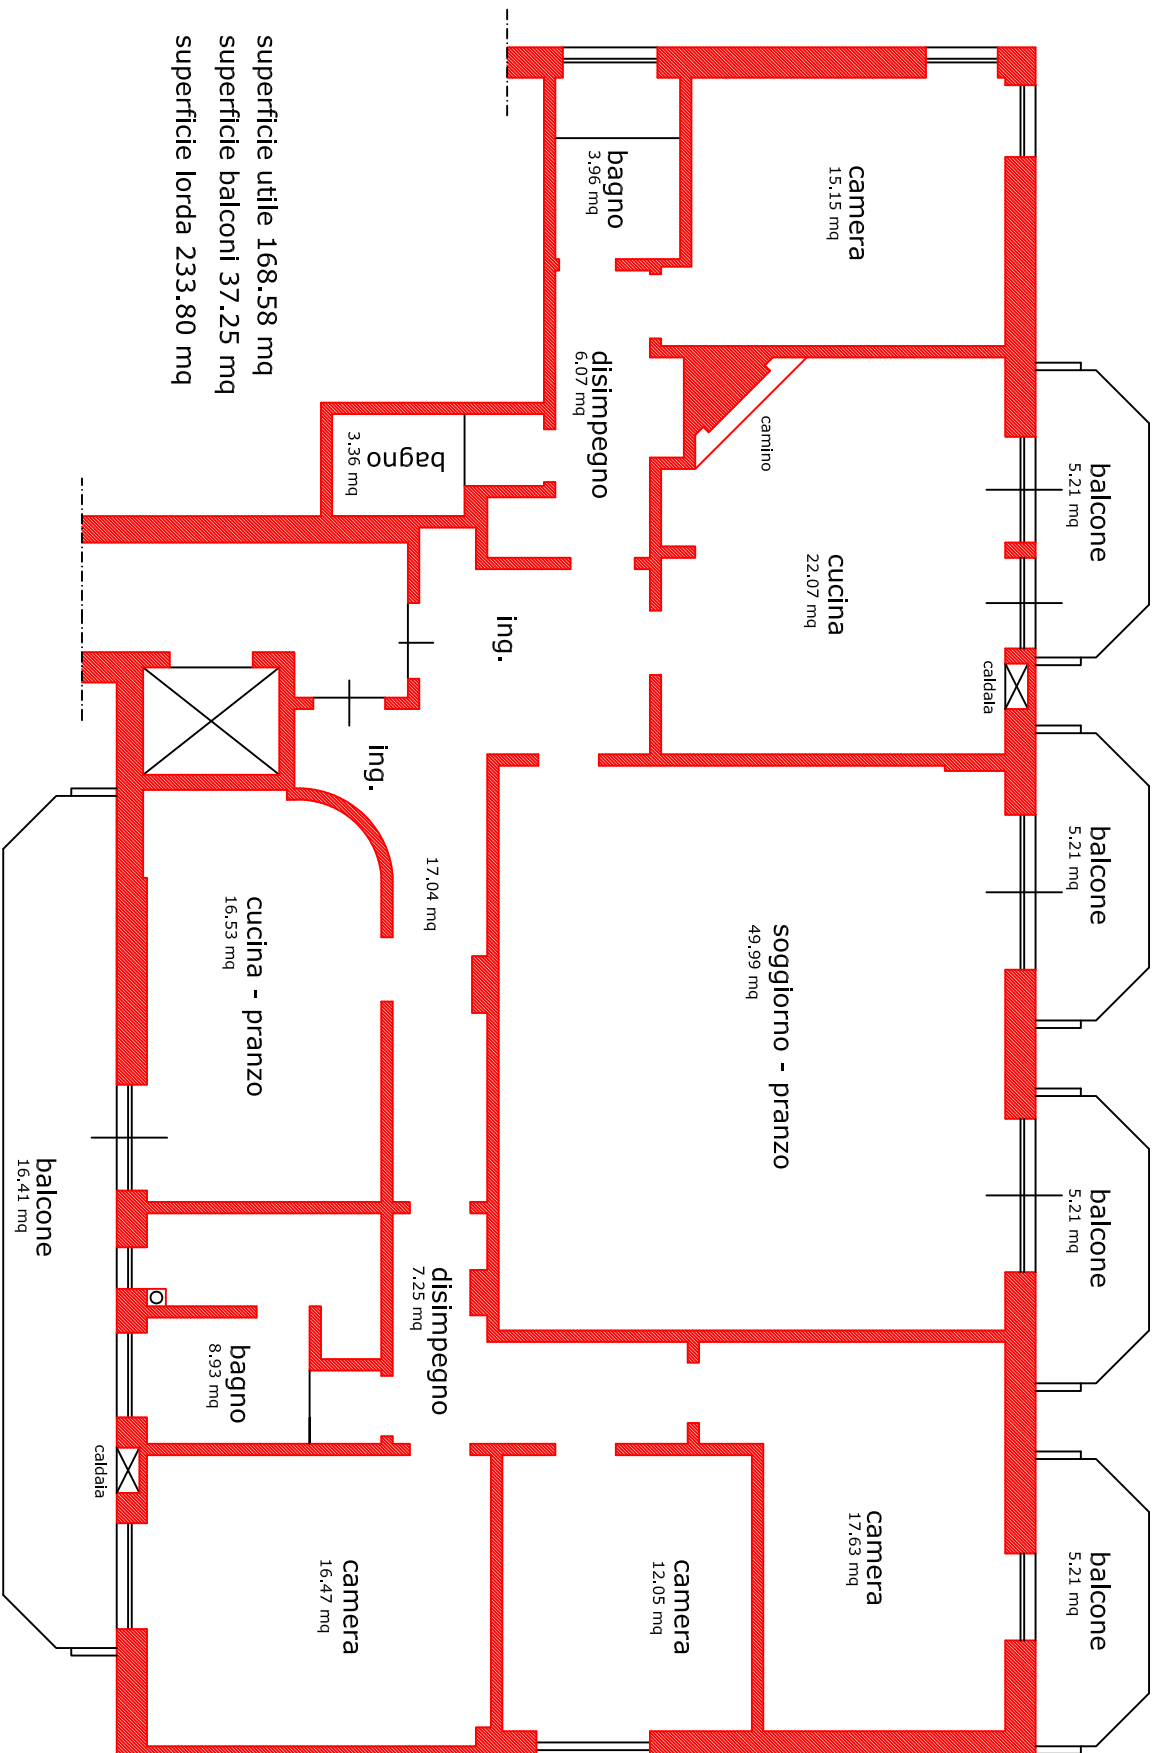 balcone
5.21 mq
balcone
5.21 mq
balcone
5.21 mq
balcone
5.21 mq
camera
15.15 mq
camino
cucina
22.07 mq
caldaia
soggiorno - pranzo
49.99 mq
camera
17.63 mq
bagno
3.96 mq
disimpegno
6.07 mq
ing.
camera
12.05 mq
bagno
3.36 mq
ing.
17.04 mq
disimpegno
7.25 mq
camera
16.47 mq
cucina - pranzo
16.53 mq
bagno
8.93 mq
caldaia
balcone
16.41 mq
superficie utile 168.58 mq
superficie balconi 37.25 mq
superficie lorda 233.80 mq